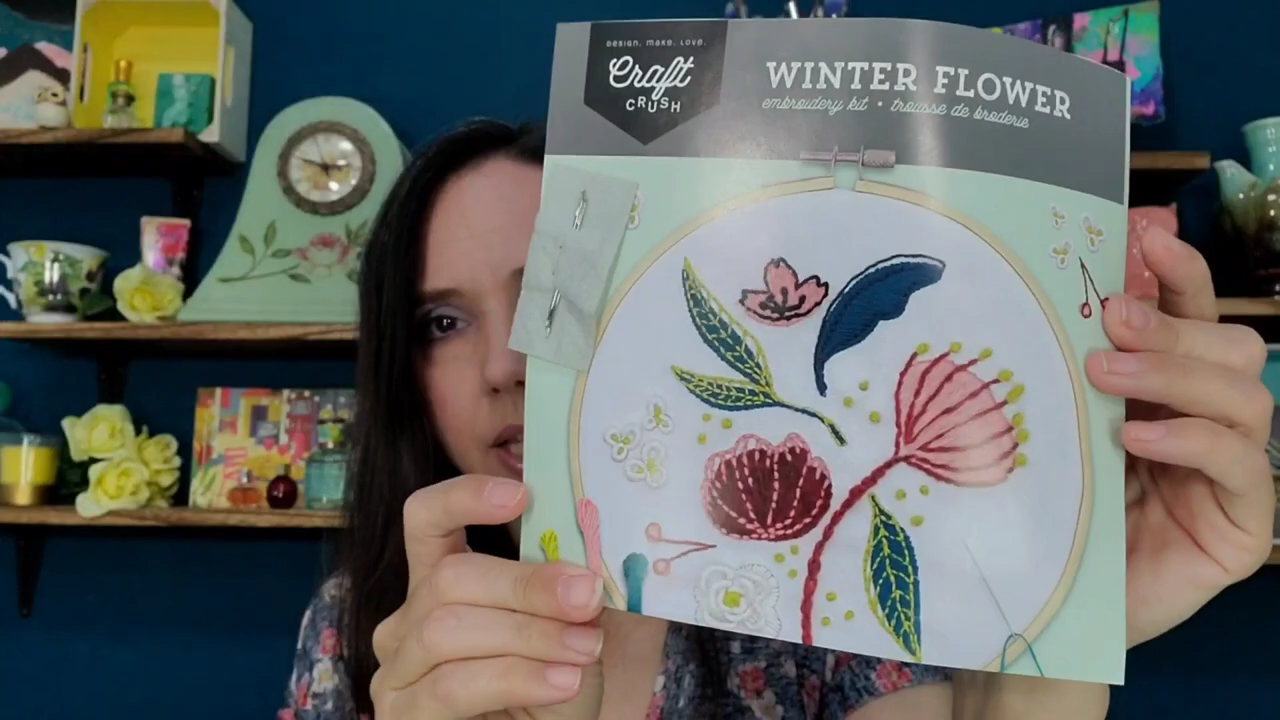 DESIGN. MAKE. LOVE.
Craft
CRUSH
WINTER FLOWER
embroidery kit • trousse de broderie